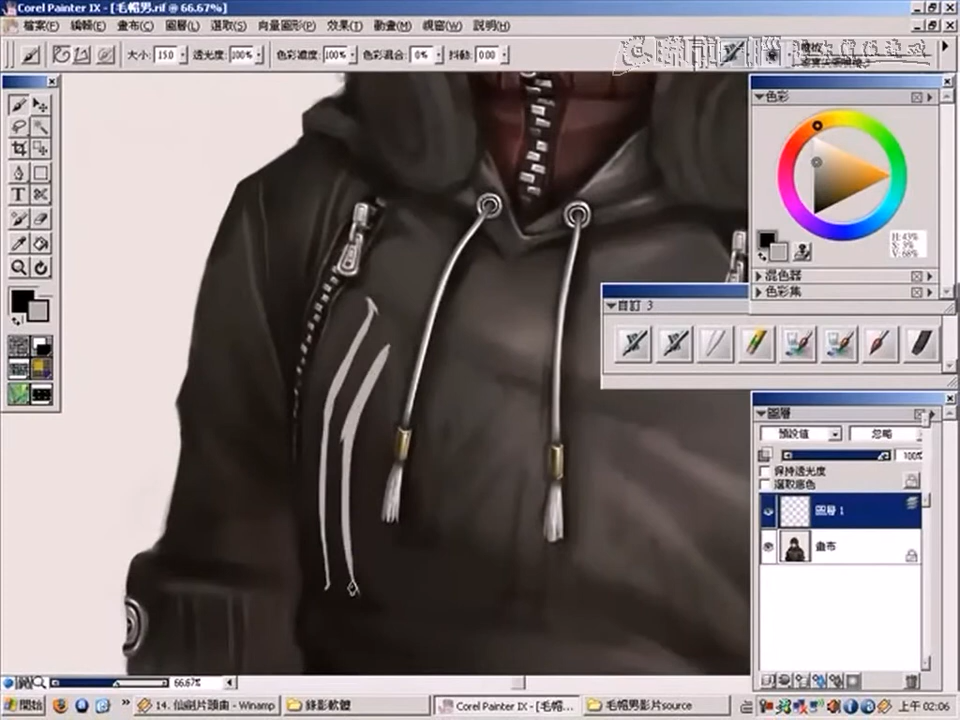 Corel Painter IX - [毛帽男.rif @ 66.67%]
檔案(F) 編輯(E) 畫布(C) 圖層(L) 選取(S) 向量圖形(P) 效果(T) 動畫(M) 視窗(W) 說明(H)
大小: 15.0 透光度: 100% 色彩濃度: 100% 色彩混合: 0% 抖動: 0.00
色彩
H: 43%
S: 3%
V: 68%
混色器
色彩集
自訂 3
圖層
預設值 忽略
100%
保持透光度
選取底色
圖層 1
畫布
66.67%
開始 14. 仙劍片頭曲 - Winamp 錄影軟體 Corel Painter IX - [毛帽... 毛帽男影片source 上午 02:06